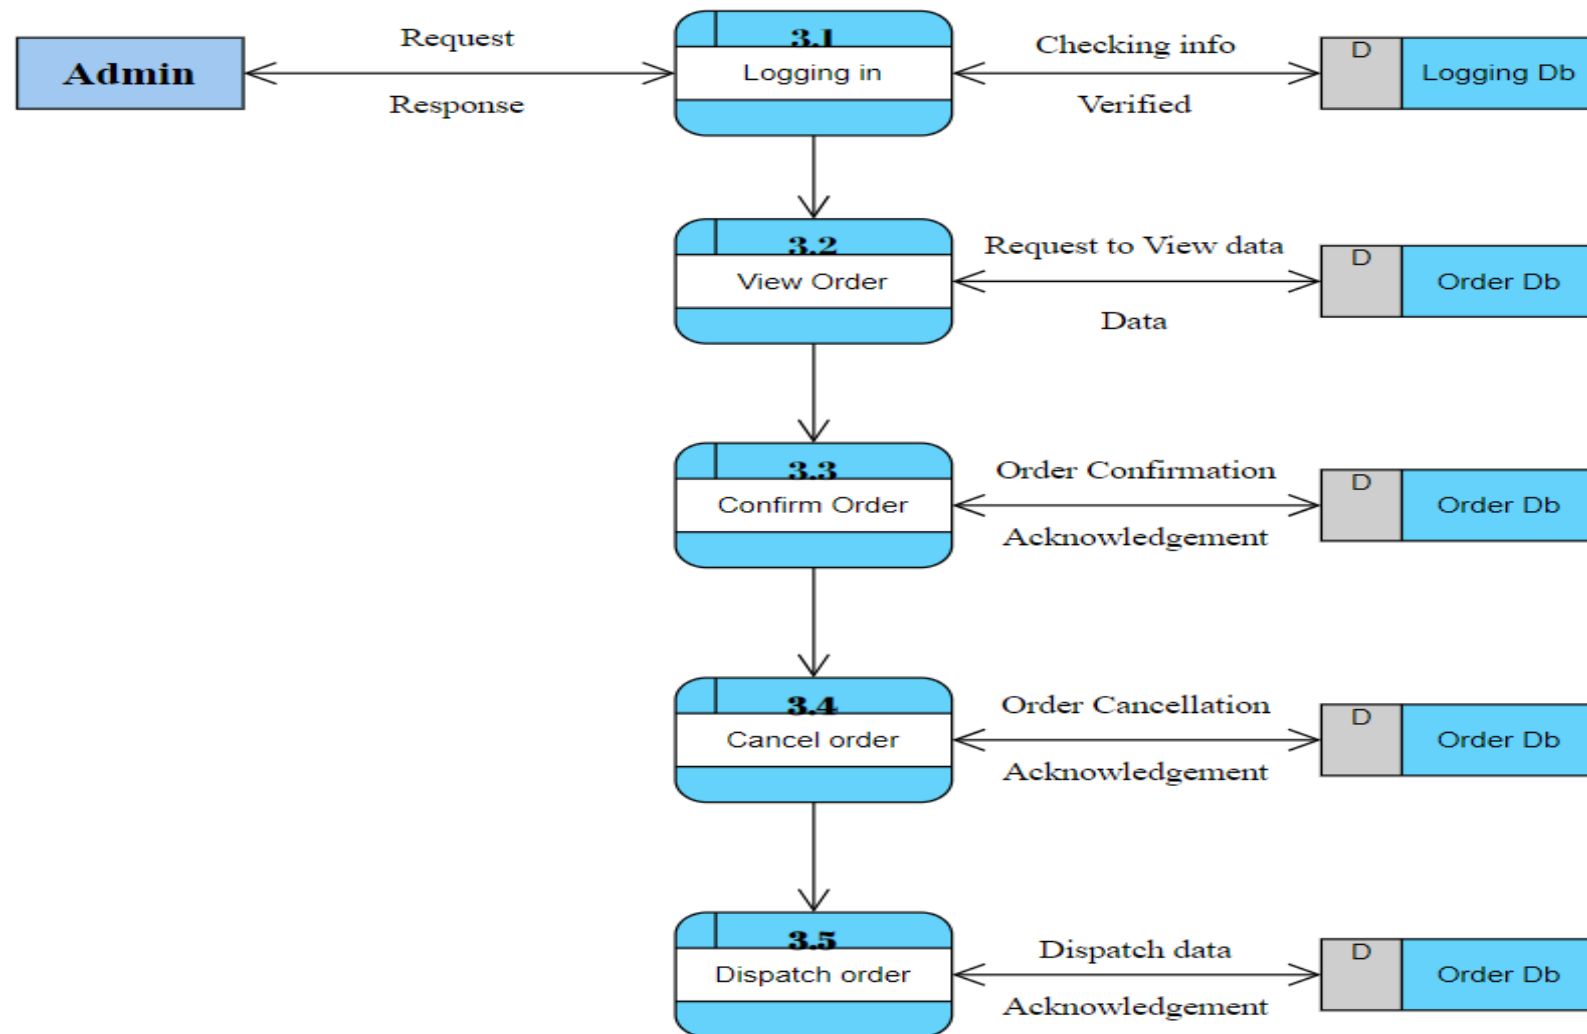 Admin
Request
Response
3.1
Logging in
Checking info
Verified
D
Logging Db
3.2
View Order
Request to View data
Data
D
Order Db
3.3
Confirm Order
Order Confirmation
Acknowledgement
D
Order Db
3.4
Cancel order
Order Cancellation
Acknowledgement
D
Order Db
3.5
Dispatch order
Dispatch data
Acknowledgement
D
Order Db